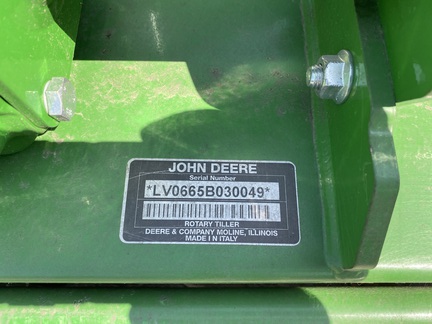 JOHN DEERE
Serial Number
*LV0665B030049*
ROTARY TILLER
DEERE & COMPANY MOLINE, ILLINOIS
MADE IN ITALY